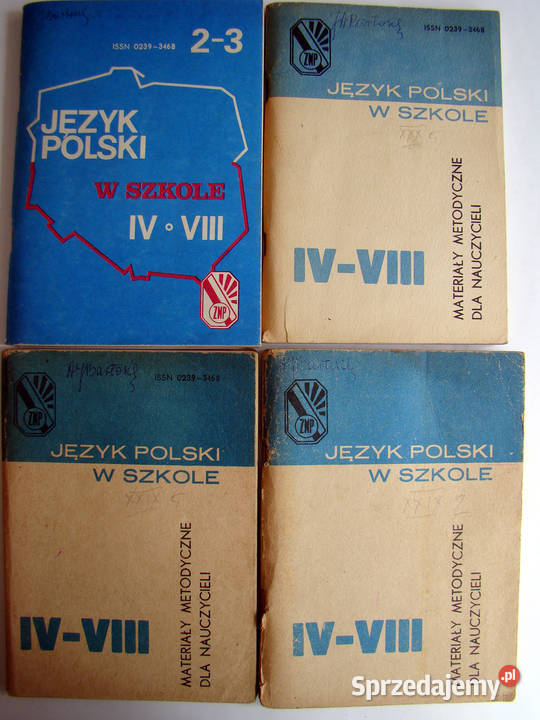 ISSN 0239-3468
2-3
JĘZYK
POLSKI
W SZKOLE
IV • VIII
ZNP
ISSN 0239-3468
ZNP
JĘZYK POLSKI
W SZKOLE
IV-VIII
MATERIAŁY METODYCZNE
DLA NAUCZYCIELI
ISSN 0239-3468
ZNP
JĘZYK POLSKI
W SZKOLE
IV-VIII
MATERIAŁY METODYCZNE
DLA NAUCZYCIELI
ZNP
JĘZYK POLSKI
W SZKOLE
IV-VIII
MATERIAŁY METODYCZNE
DLA NAUCZYCIELI
Sprzedajemy.pl